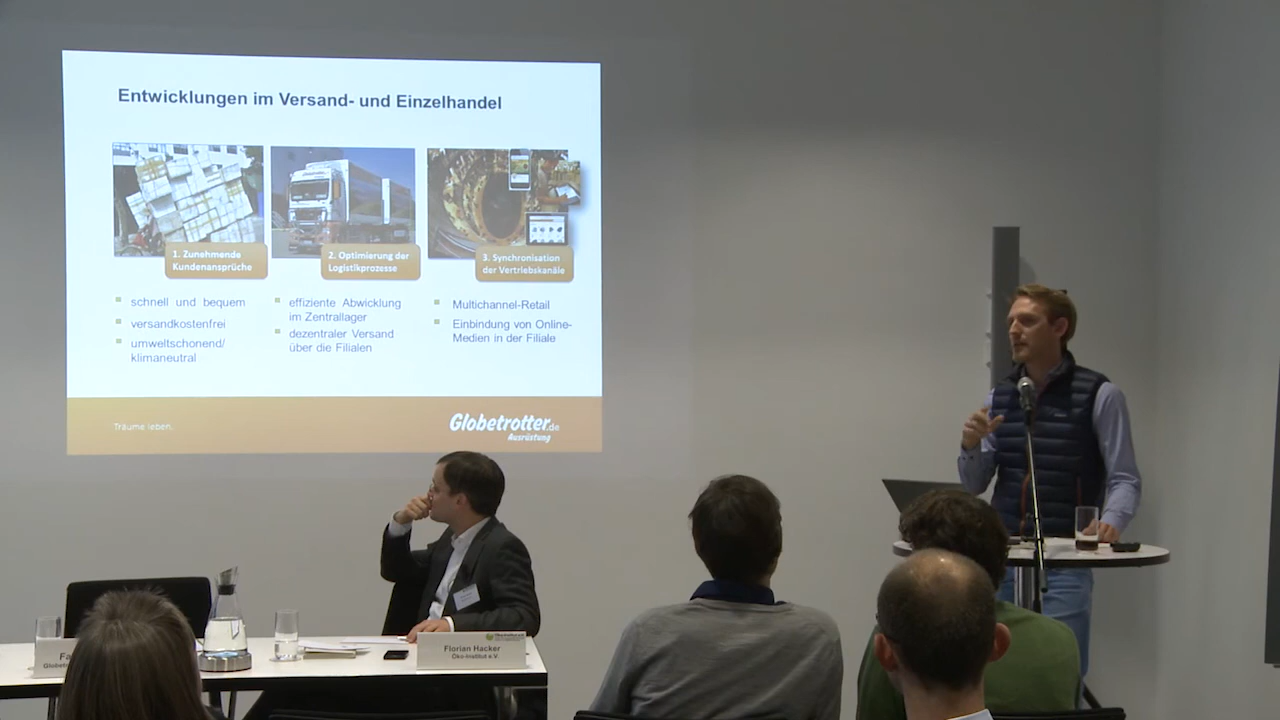 Entwicklungen im Versand- und Einzelhandel
1. Zunehmende
Kundenansprüche
2. Optimierung der
Logistikprozesse
3. Synchronisation
der Vertriebskanäle
schnell und bequem
versandkostenfrei
umweltschonend/
klimaneutral
effiziente Abwicklung
im Zentrallager
dezentraler Versand
über die Filialen
Multichannel-Retail
Einbindung von Online-
Medien in der Filiale
Träume leben.
Globetrotter.de
Ausrüstung
Florian Hacker
Öko-Institut e.V.